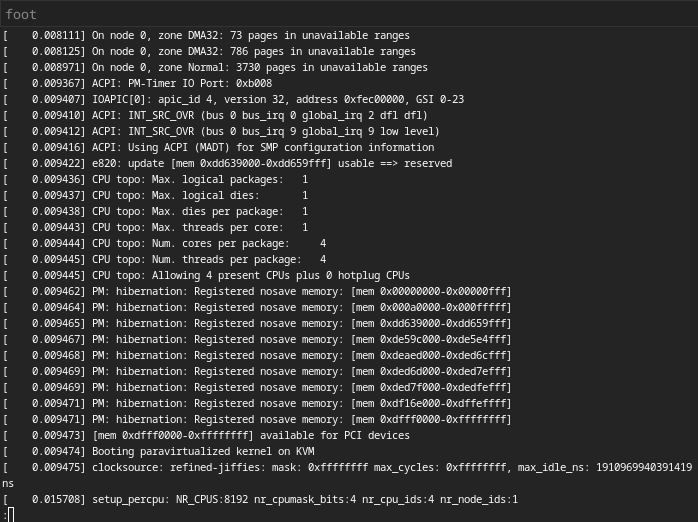 foot
[    0.008111] On node 0, zone DMA32: 73 pages in unavailable ranges
[    0.008125] On node 0, zone DMA32: 786 pages in unavailable ranges
[    0.008971] On node 0, zone Normal: 3730 pages in unavailable ranges
[    0.009367] ACPI: PM-Timer IO Port: 0xb008
[    0.009407] IOAPIC[0]: apic_id 4, version 32, address 0xfec00000, GSI 0-23
[    0.009410] ACPI: INT_SRC_OVR (bus 0 bus_irq 0 global_irq 2 dfl dfl)
[    0.009412] ACPI: INT_SRC_OVR (bus 0 bus_irq 9 global_irq 9 low level)
[    0.009416] ACPI: Using ACPI (MADT) for SMP configuration information
[    0.009422] e820: update [mem 0xdd639000-0xdd659fff] usable ==> reserved
[    0.009436] CPU topo: Max. logical packages:   1
[    0.009437] CPU topo: Max. logical dies:       1
[    0.009438] CPU topo: Max. dies per package:   1
[    0.009443] CPU topo: Max. threads per core:   1
[    0.009444] CPU topo: Num. cores per package:     4
[    0.009445] CPU topo: Num. threads per package:   4
[    0.009445] CPU topo: Allowing 4 present CPUs plus 0 hotplug CPUs
[    0.009462] PM: hibernation: Registered nosave memory: [mem 0x00000000-0x00000fff]
[    0.009464] PM: hibernation: Registered nosave memory: [mem 0x000a0000-0x000fffff]
[    0.009465] PM: hibernation: Registered nosave memory: [mem 0xdd639000-0xdd659fff]
[    0.009467] PM: hibernation: Registered nosave memory: [mem 0xde59c000-0xde5e4fff]
[    0.009468] PM: hibernation: Registered nosave memory: [mem 0xdeaed000-0xded6cfff]
[    0.009469] PM: hibernation: Registered nosave memory: [mem 0xded6d000-0xded7efff]
[    0.009469] PM: hibernation: Registered nosave memory: [mem 0xded7f000-0xdedfefff]
[    0.009471] PM: hibernation: Registered nosave memory: [mem 0xdf16e000-0xdffeffff]
[    0.009471] PM: hibernation: Registered nosave memory: [mem 0xdfff0000-0xffffffff]
[    0.009473] [mem 0xdfff0000-0xffffffff] available for PCI devices
[    0.009474] Booting paravirtualized kernel on KVM
[    0.009475] clocksource: refined-jiffies: mask: 0xffffffff max_cycles: 0xffffffff, max_idle_ns: 1910969940391419
ns
[    0.015708] setup_percpu: NR_CPUS:8192 nr_cpumask_bits:4 nr_cpu_ids:4 nr_node_ids:1
: